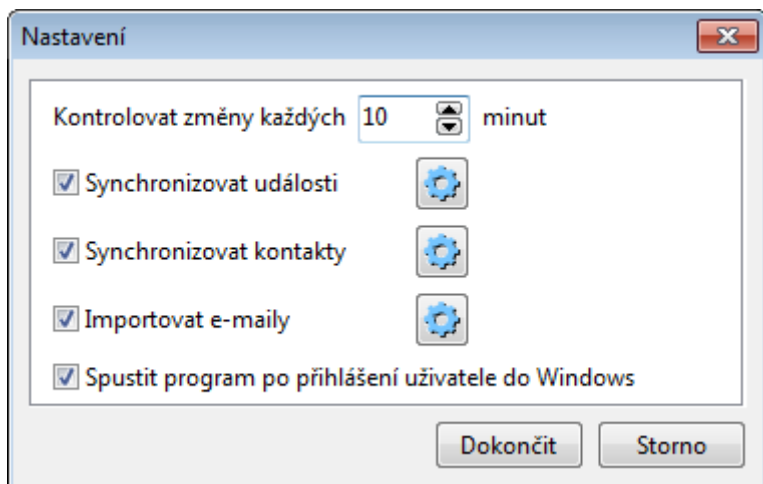 Nastavení
Kontrolovat změny každých 10 minut
Synchronizovat události
Synchronizovat kontakty
Importovat e-maily
Spustit program po přihlášení uživatele do Windows
Dokončit Storno